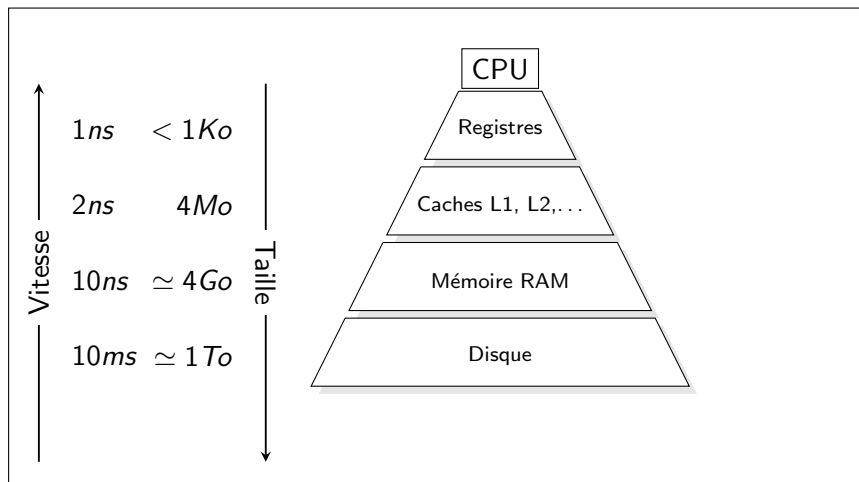 CPU
1ns < 1Ko Registres
2ns 4Mo Caches L1, L2,. . .
10ns ≃ 4Go Mémoire RAM
10ms ≃ 1To Disque
Vitesse
Taille